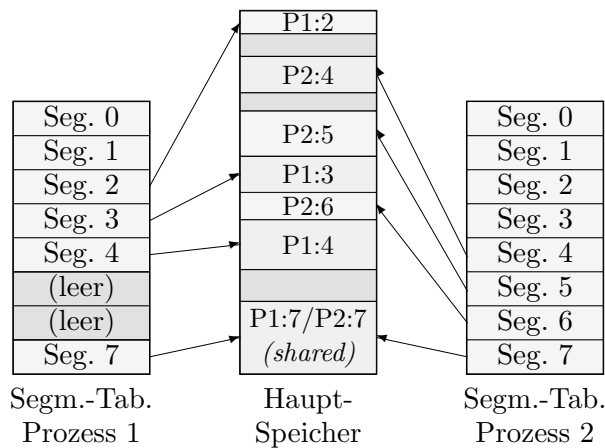 Seg. 0
Seg. 1
Seg. 2
Seg. 3
Seg. 4
(leer)
(leer)
Seg. 7
Segm.-Tab.
Prozess 1
P1:2
P2:4
P2:5
P1:3
P2:6
P1:4
P1:7/P2:7
(shared)
Haupt-
Speicher
Seg. 0
Seg. 1
Seg. 2
Seg. 3
Seg. 4
Seg. 5
Seg. 6
Seg. 7
Segm.-Tab.
Prozess 2